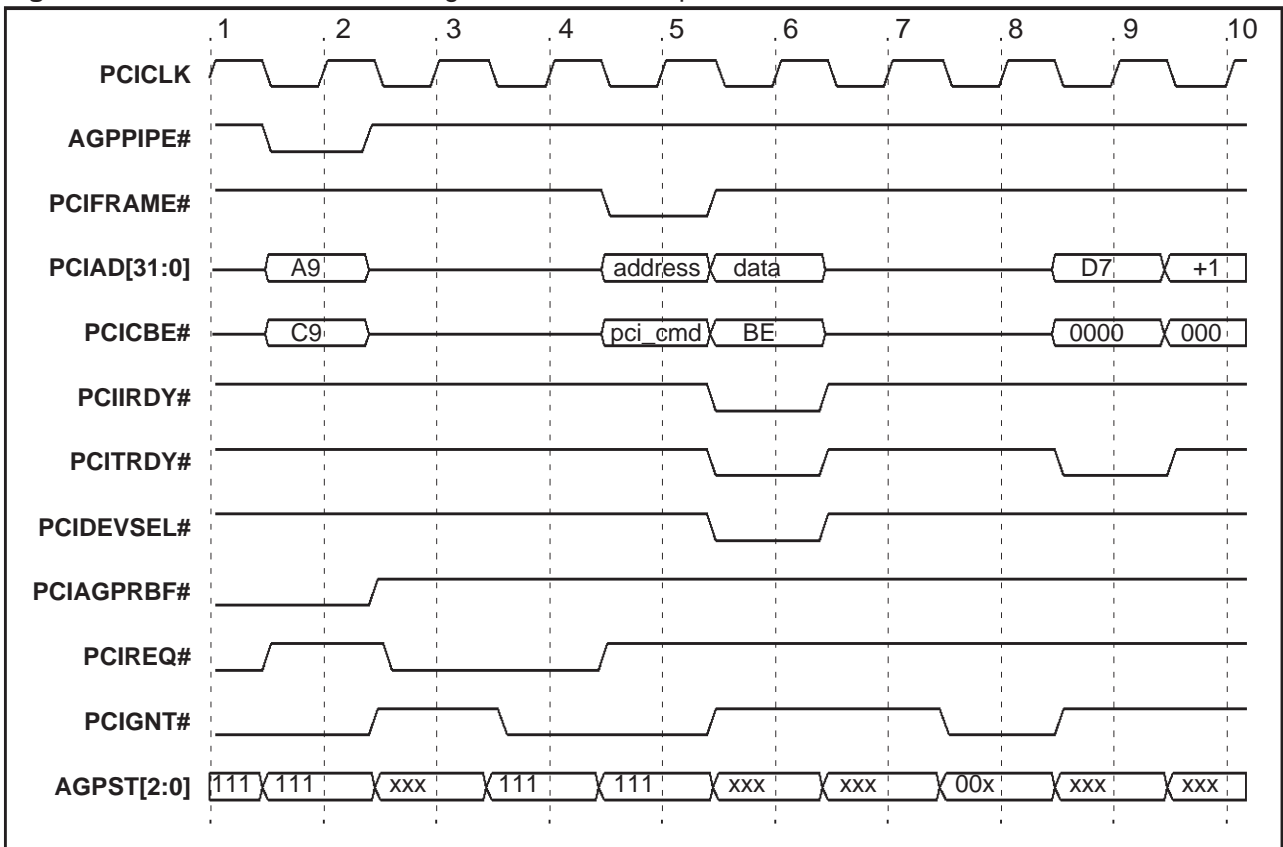 1 2 3 4 5 6 7 8 9 10
PCICLK
AGPPIPE#
PCIFRAME#
PCIAD[31:0] A9 address data D7 +1
PCICBE# C9 pci_cmd BE 0000 000
PCIIRDY#
PCITRDY#
PCIDEVSEL#
PCIAGPRBF#
PCIREQ#
PCIGNT#
AGPST[2:0] 111 111 xxx 111 111 xxx xxx 00x xxx xxx